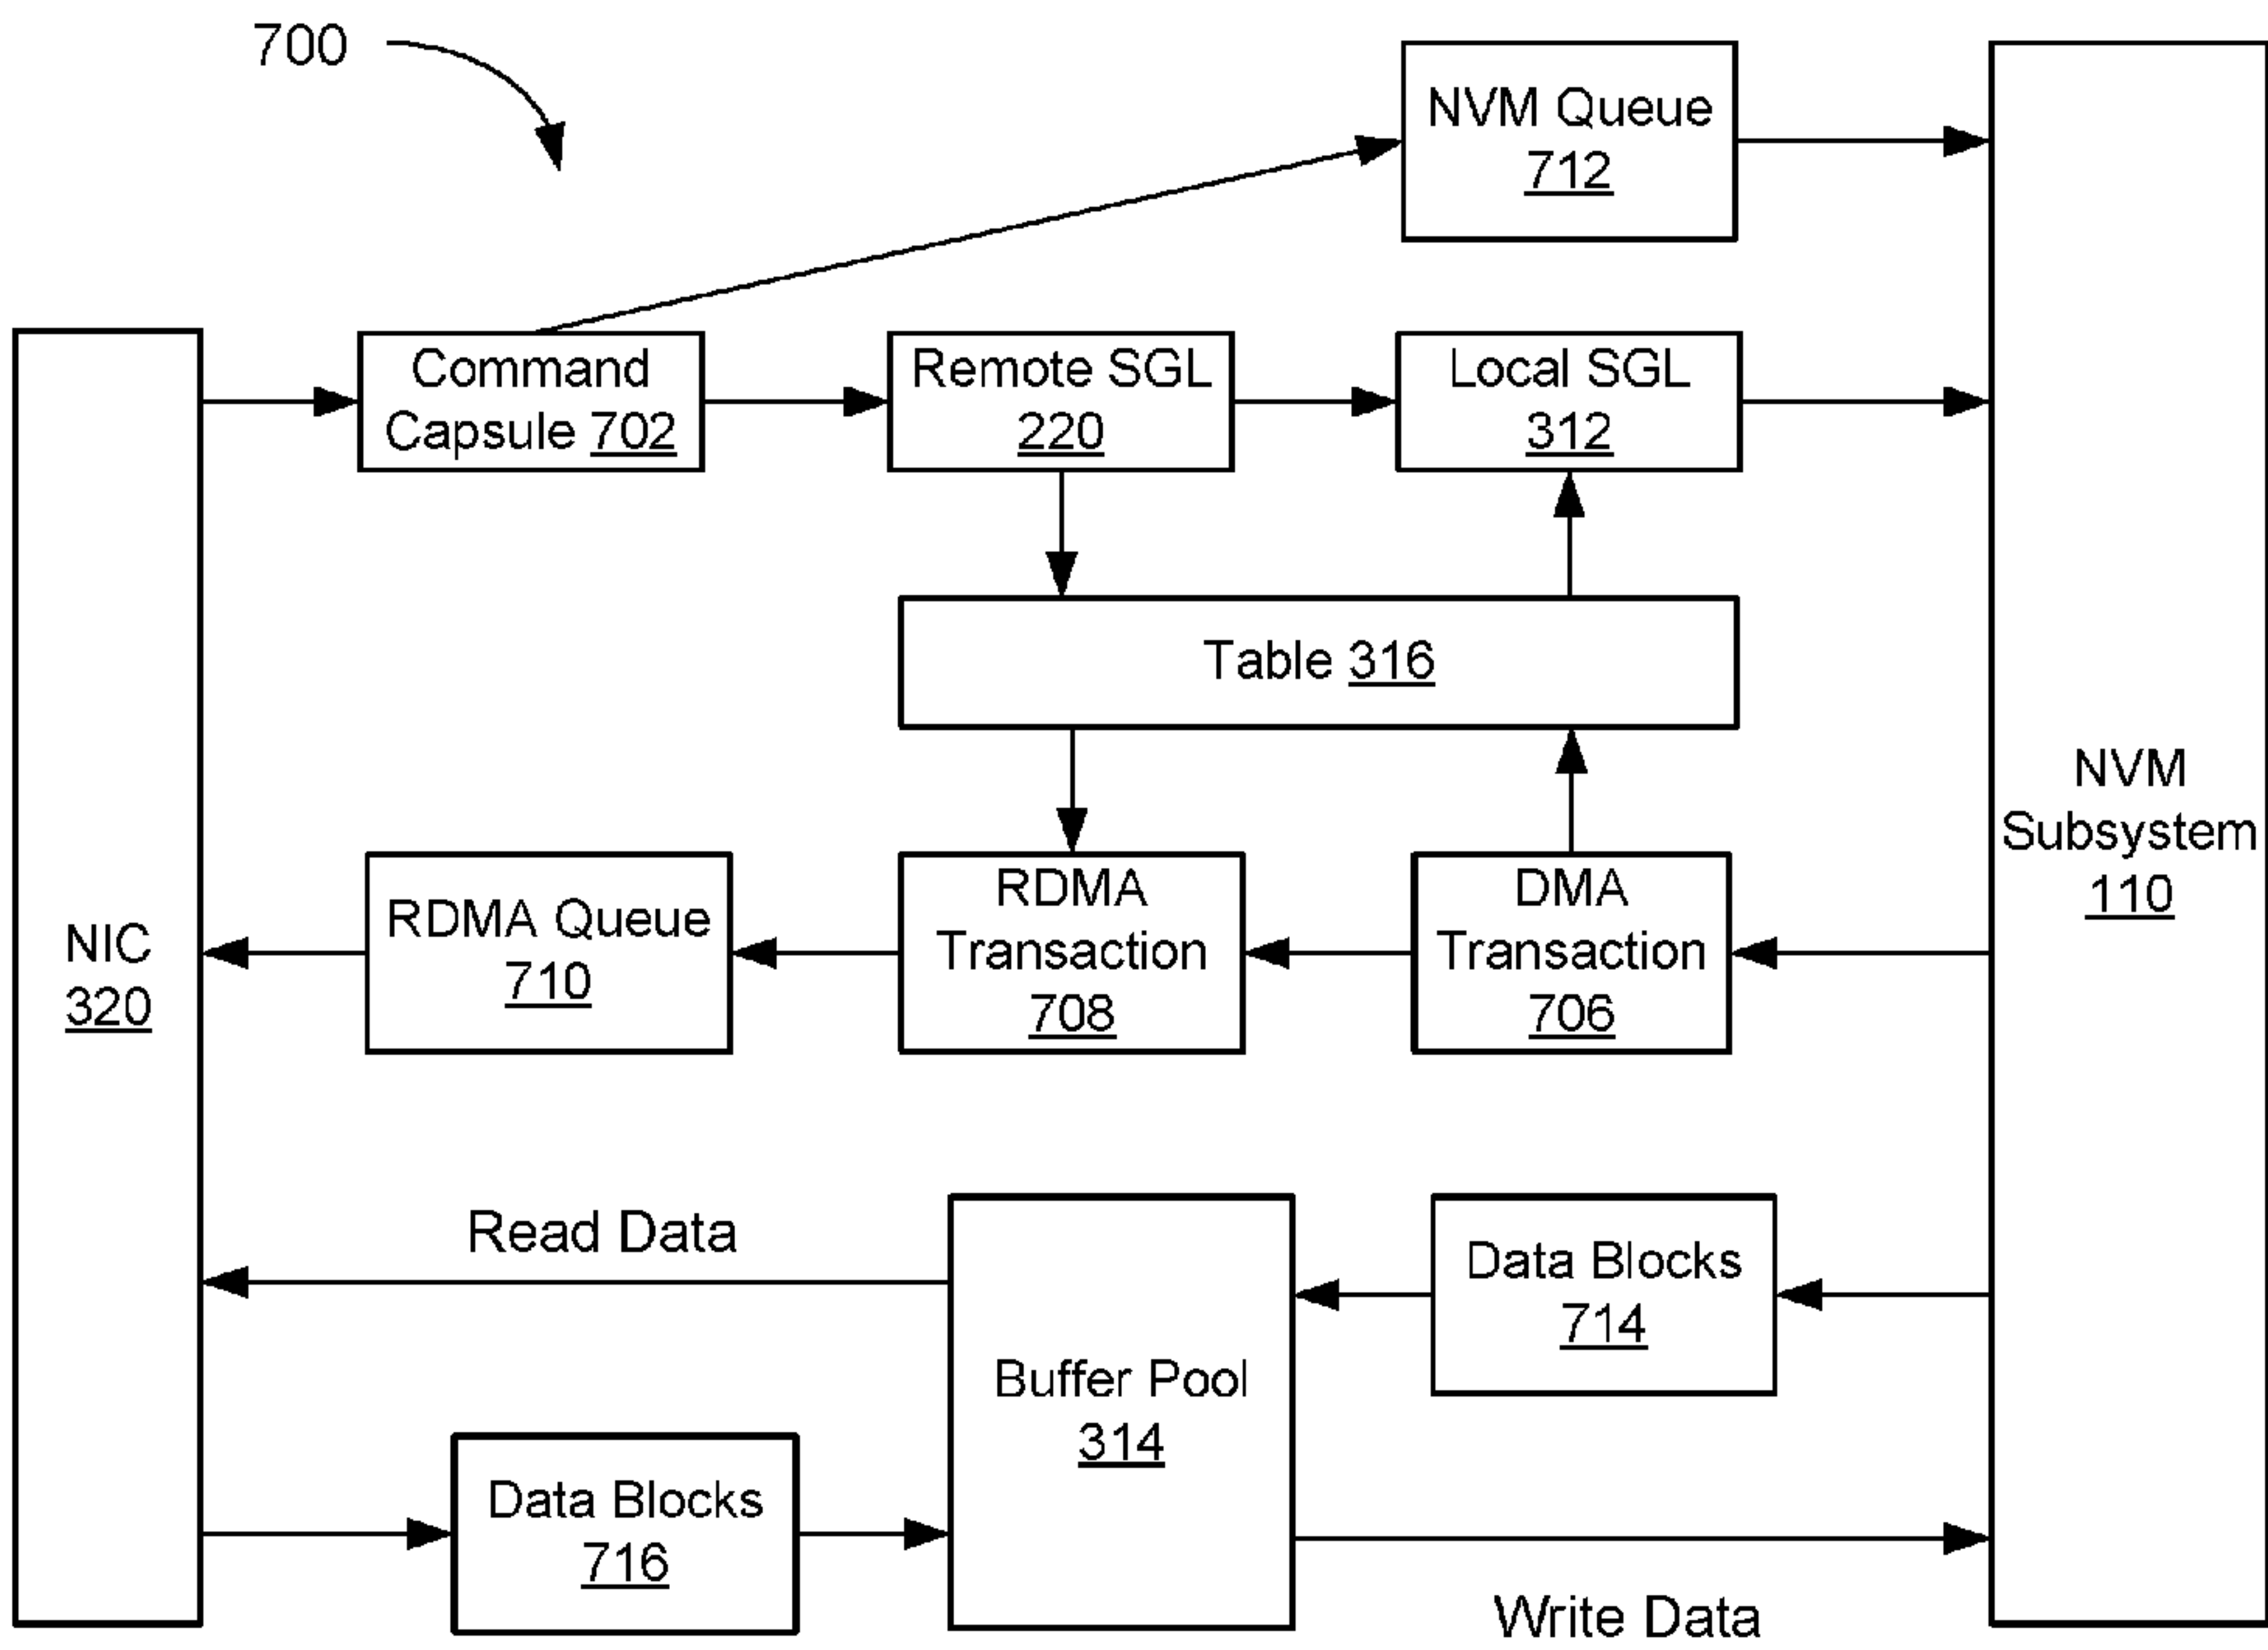 700
NVM Queue
712
Command
Capsule 702
Remote SGL
220
Local SGL
312
Table 316
NVM
Subsystem
110
NIC
320
RDMA Queue
710
RDMA
Transaction
708
DMA
Transaction
706
Read Data
Data Blocks
714
Buffer Pool
314
Data Blocks
716
Write Data